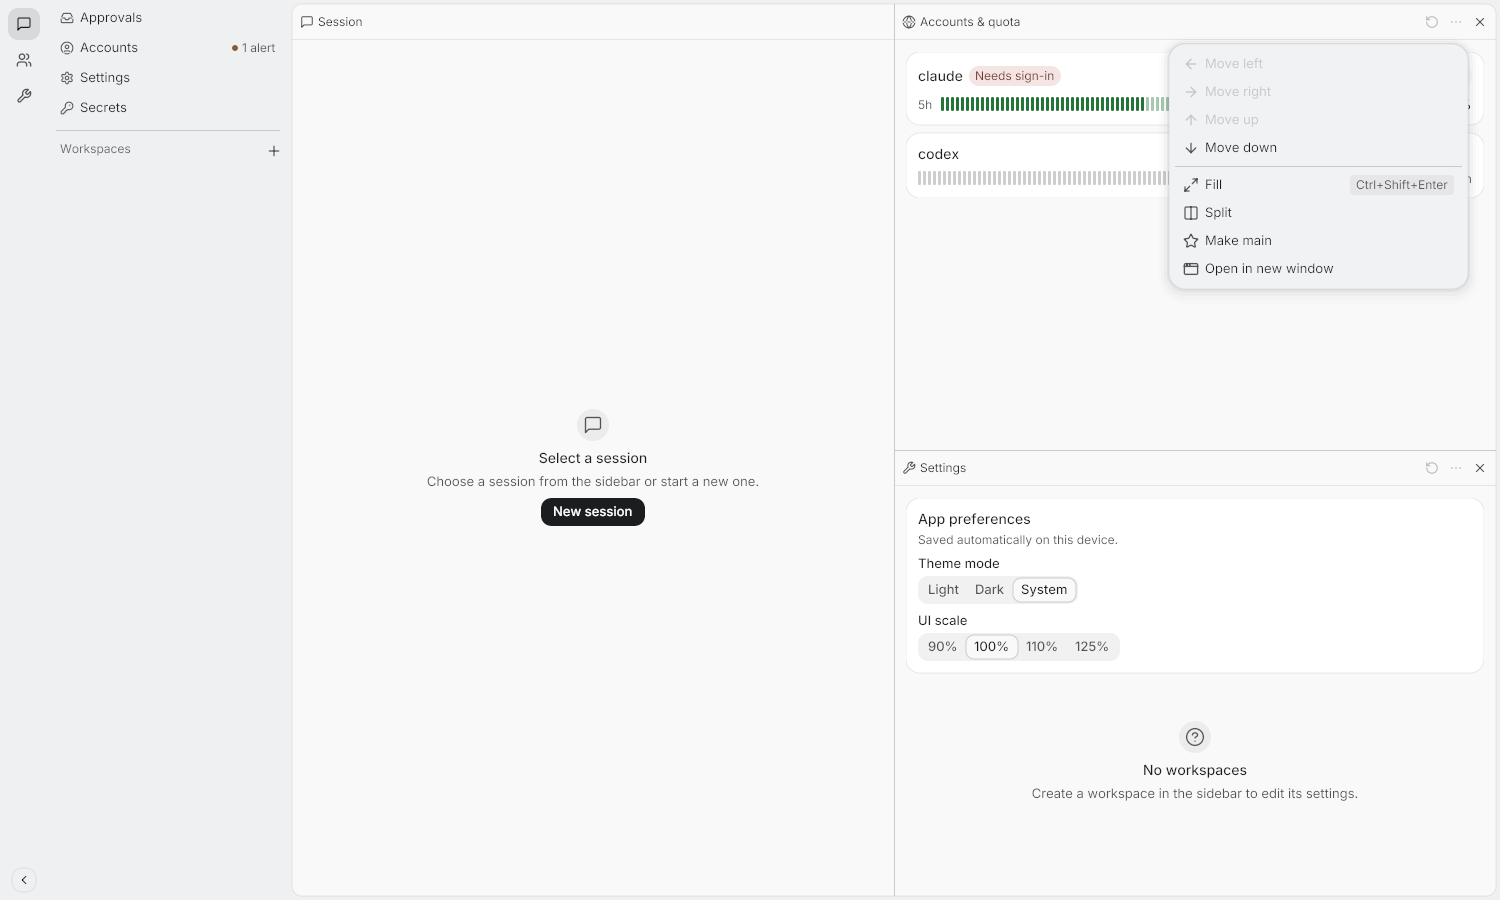 Approvals
Accounts
1 alert
Settings
Secrets
Workspaces
Session
Select a session
Choose a session from the sidebar or start a new one.
New session
Accounts & quota
claude
Needs sign-in
5h
codex
Move left
Move right
Move up
Move down
Fill
Ctrl+Shift+Enter
Split
Make main
Open in new window
Settings
App preferences
Saved automatically on this device.
Theme mode
Light Dark System
UI scale
90% 100% 110% 125%
No workspaces
Create a workspace in the sidebar to edit its settings.